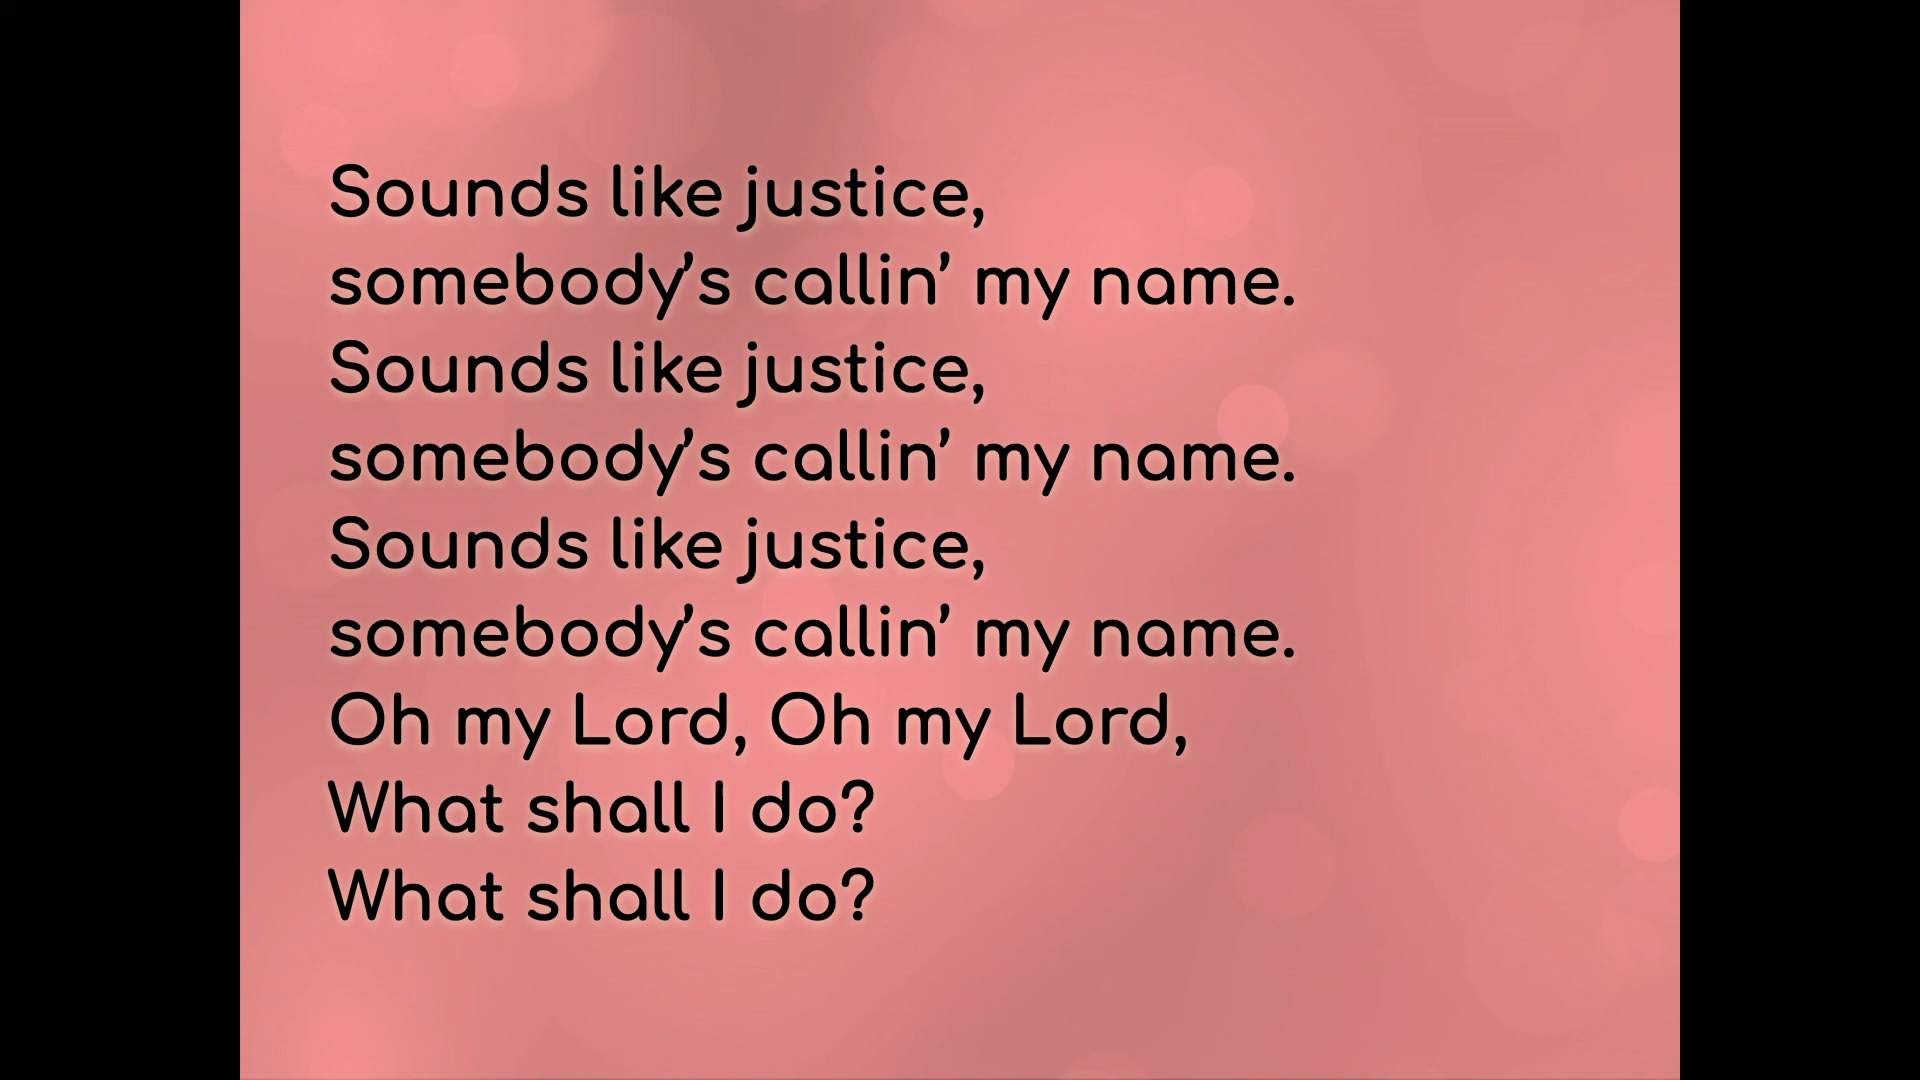 Sounds like justice,
somebody’s callin’ my name.
Sounds like justice,
somebody’s callin’ my name.
Sounds like justice,
somebody’s callin’ my name.
Oh my Lord, Oh my Lord,
What shall I do?
What shall I do?